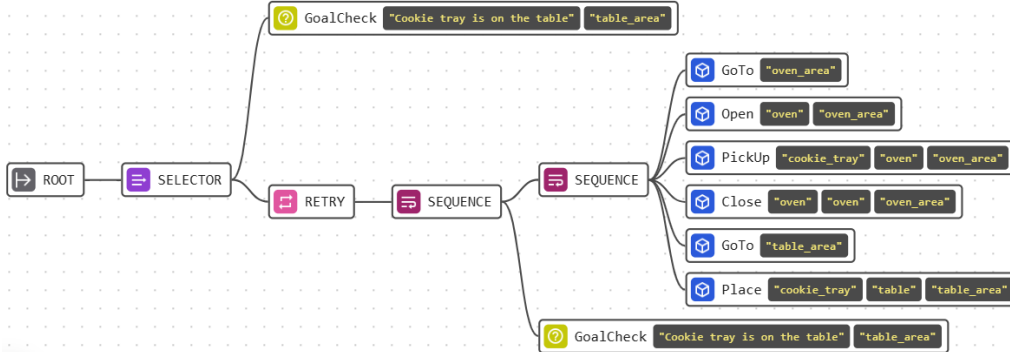 GoalCheck "Cookie tray is on the table" "table_area"
GoTo "oven_area"
Open "oven" "oven_area"
PickUp "cookie_tray" "oven" "oven_area"
ROOT SELECTOR SEQUENCE
RETRY SEQUENCE
Close "oven" "oven" "oven_area"
GoTo "table_area"
Place "cookie_tray" "table" "table_area"
GoalCheck "Cookie tray is on the table" "table_area"